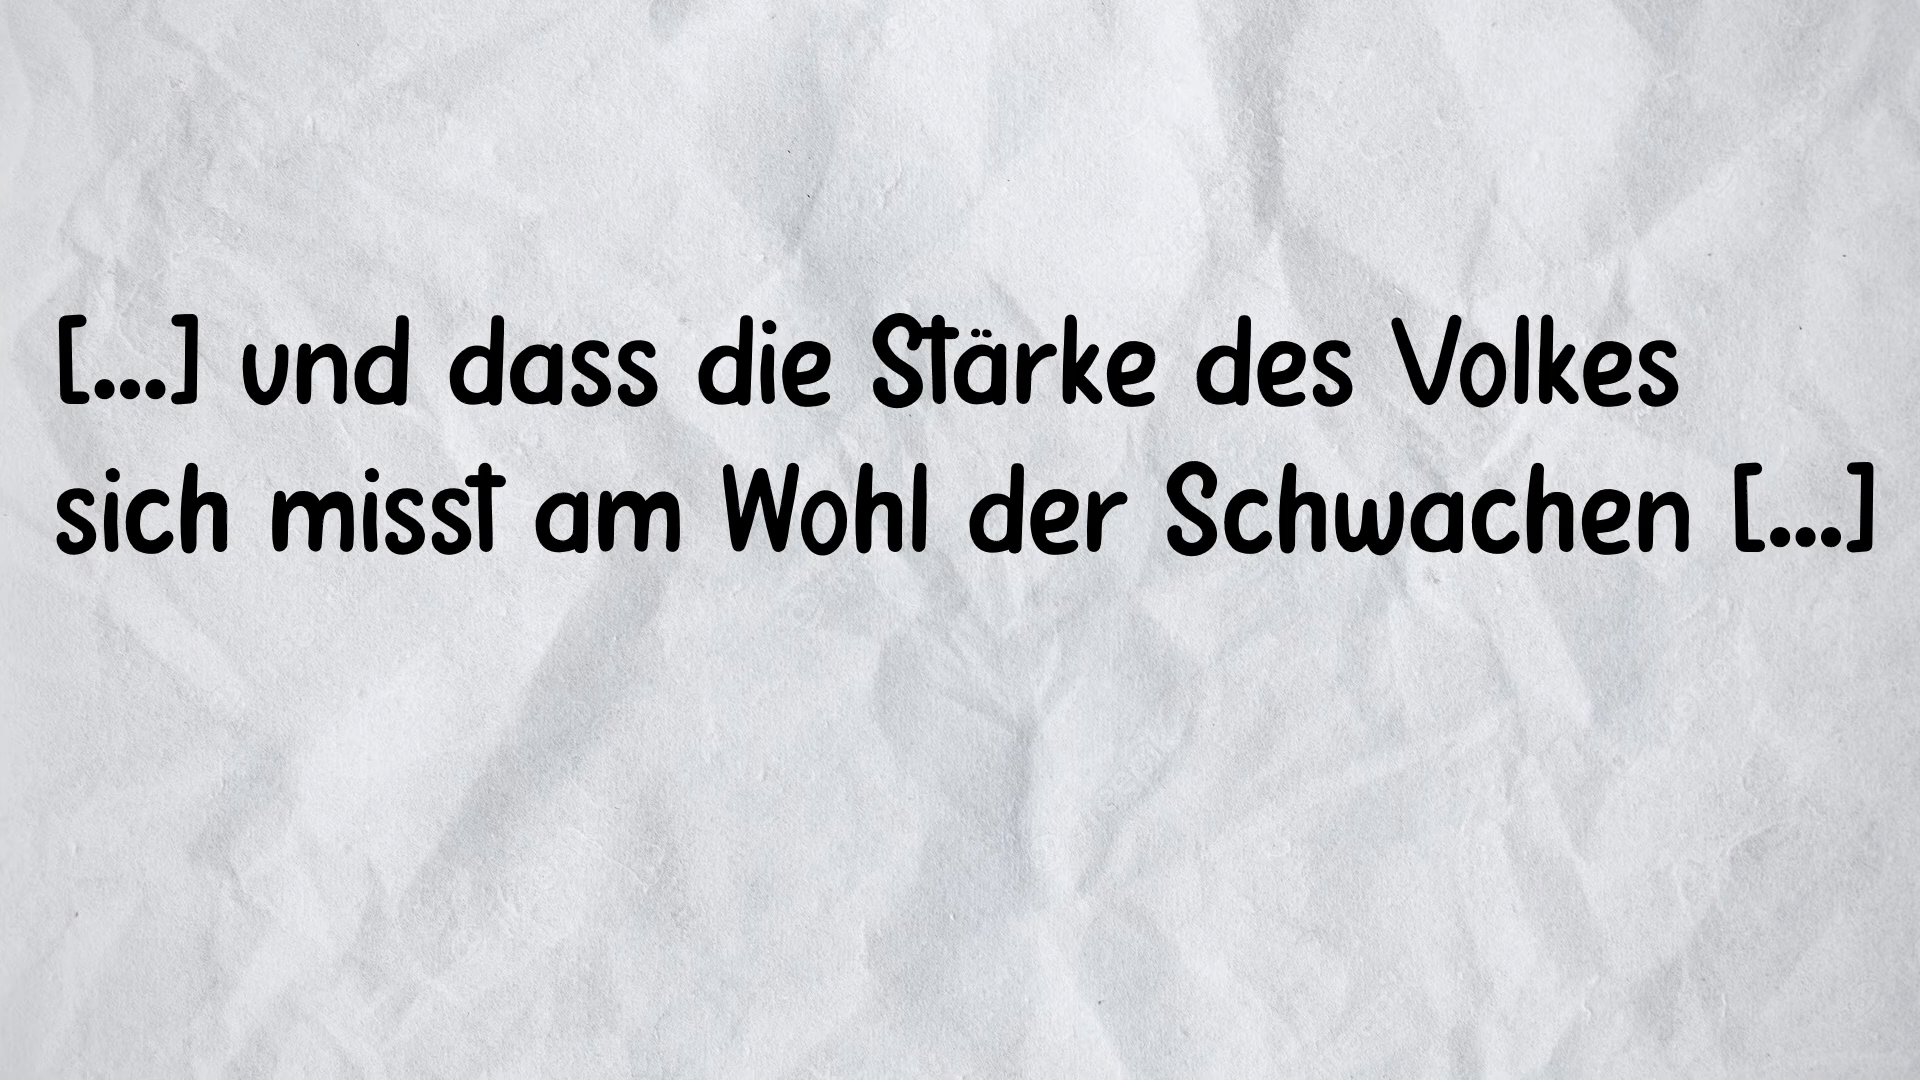 [...] und dass die Stärke des Volkes
sich misst am Wohl der Schwachen [...]